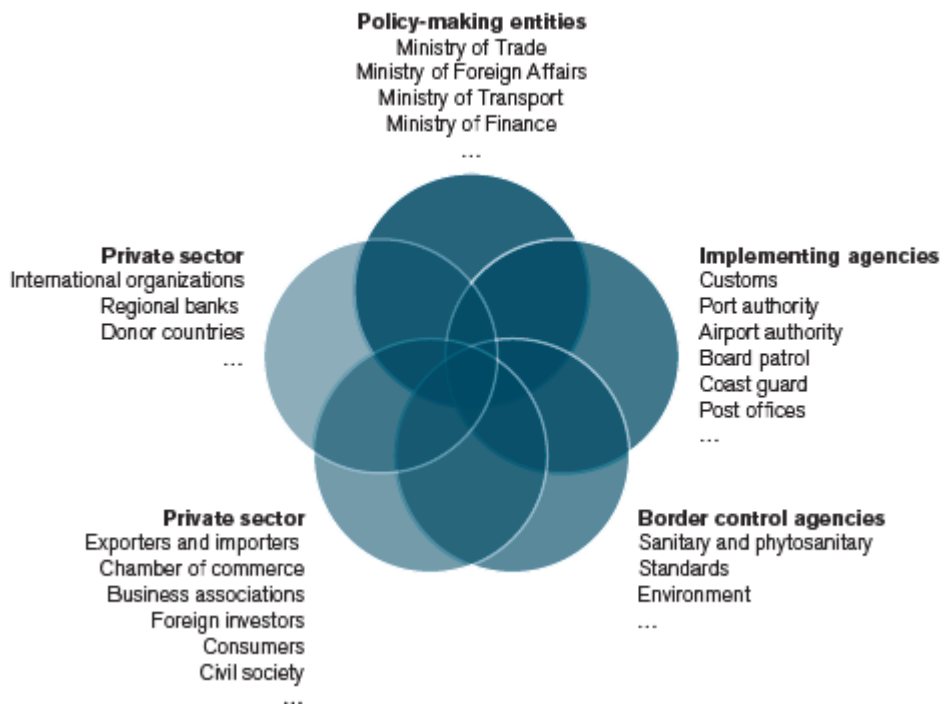 Policy-making entities
Ministry of Trade
Ministry of Foreign Affairs
Ministry of Transport
Ministry of Finance
...
Private sector
International organizations
Regional banks
Donor countries
...
Implementing agencies
Customs
Port authority
Airport authority
Board patrol
Coast guard
Post offices
...
Private sector
Exporters and importers
Chamber of commerce
Business associations
Foreign investors
Consumers
Civil society
...
Border control agencies
Sanitary and phytosanitary
Standards
Environment
...